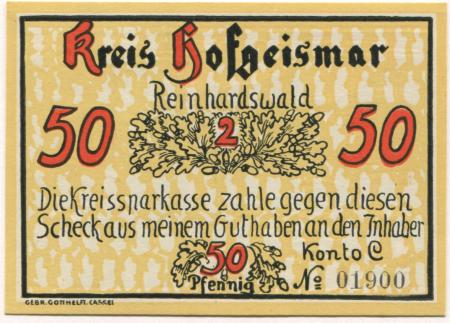 Kreis Hofgeismar
Reinhardswald
50 2 50
Die Kreissparkasse zahle gegen diesen
Scheck aus meinem Guthaben an den Inhaber
50 Konto C
Pfennig No 01900
GEBR. GOTTHELFT, CASSEL